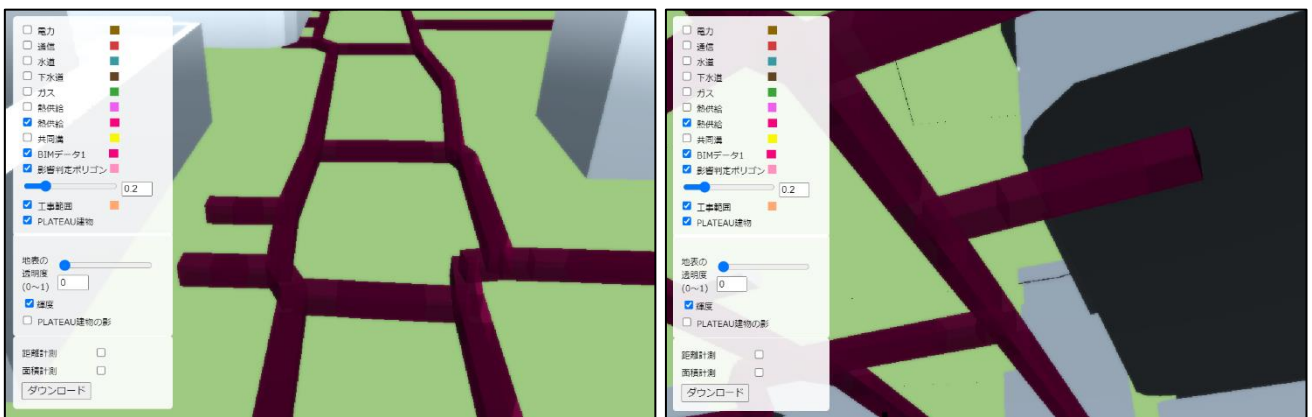 電力
通信
水道
下水道
ガス
熱供給
熱供給
共同溝
BIMデータ1
影響判定ポリゴン
0.2
工事範囲
PLATEAU建物
地表の
透明度
(0~1) 0
輝度
PLATEAU建物の影
距離計測
面積計測
ダウンロード
電力
通信
水道
下水道
ガス
熱供給
熱供給
共同溝
BIMデータ1
影響判定ポリゴン
0.2
工事範囲
PLATEAU建物
地表の
透明度
(0~1) 0
輝度
PLATEAU建物の影
距離計測
面積計測
ダウンロード